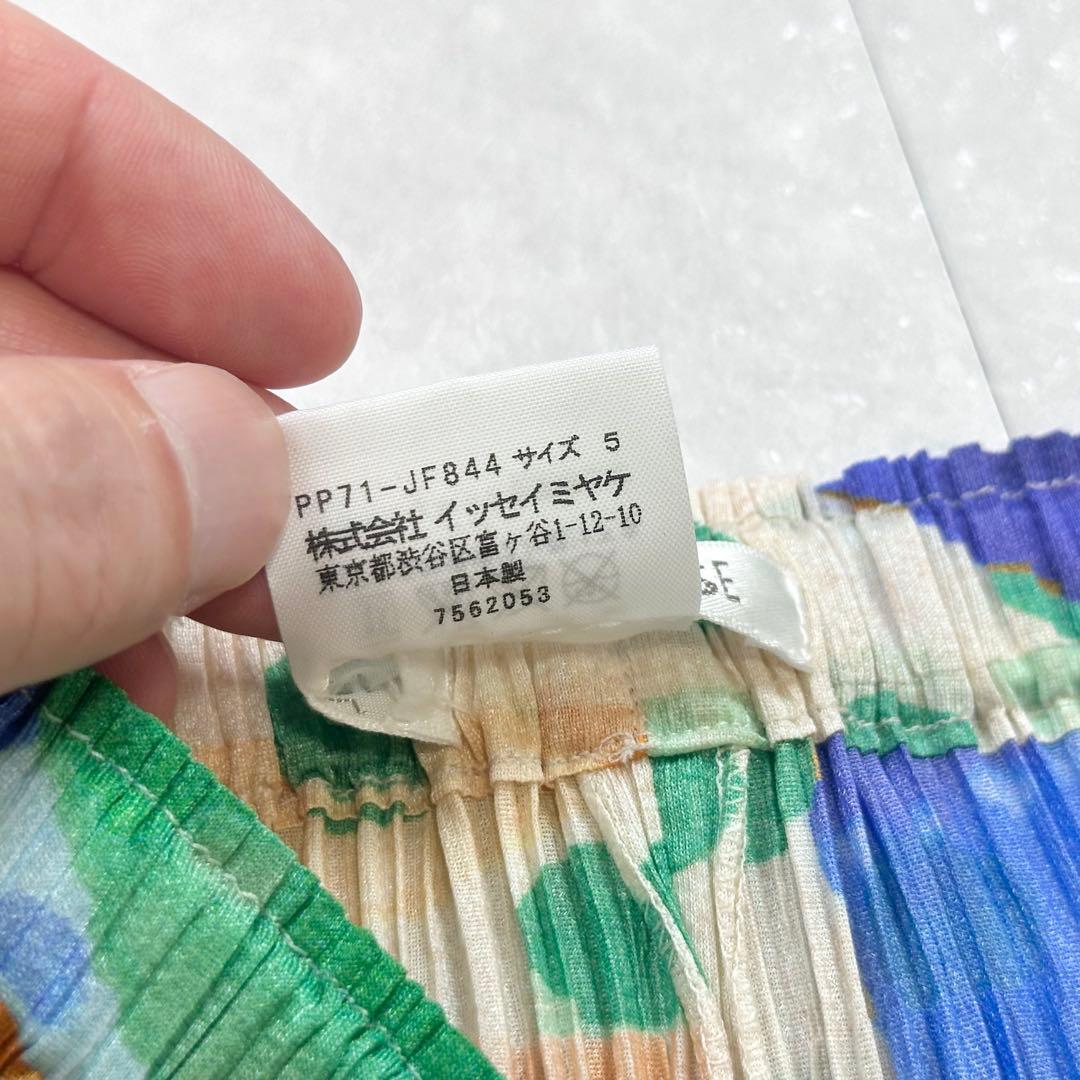 PP71-JF844 サイズ 5
株式会社 イッセイミヤケ
東京都渋谷区富ヶ谷1-12-10
日本製
7562053